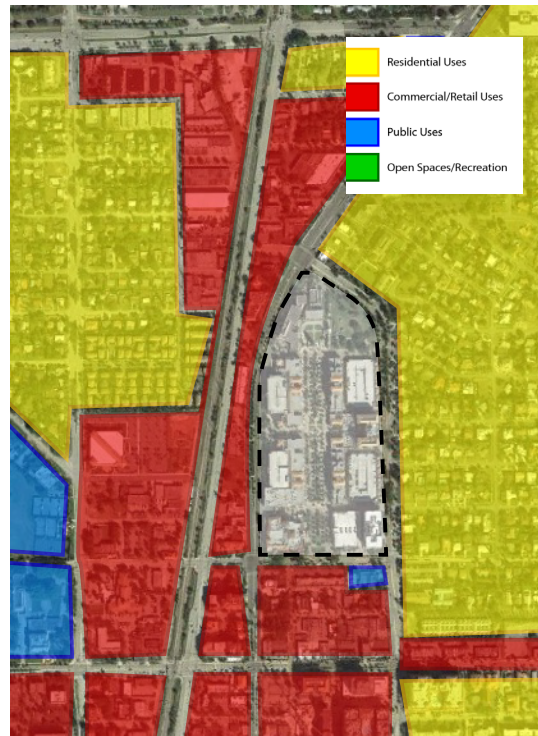 Residential Uses
Commercial/Retail Uses
Public Uses
Open Spaces/Recreation